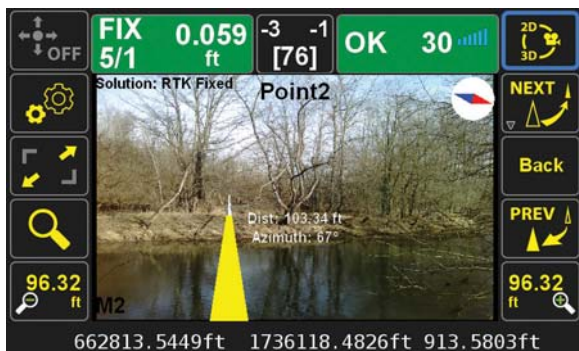 OFF
FIX 0.059
5/1 ft
-3 -1
[76]
OK 30
2D
3D
Solution: RTK Fixed
Point2
NEXT
Back
Dist: 103.34 ft
Azimuth: 67°
PREV
96.32
ft
M2
96.32
ft
662813.5449ft 1736118.4826ft 913.5803ft